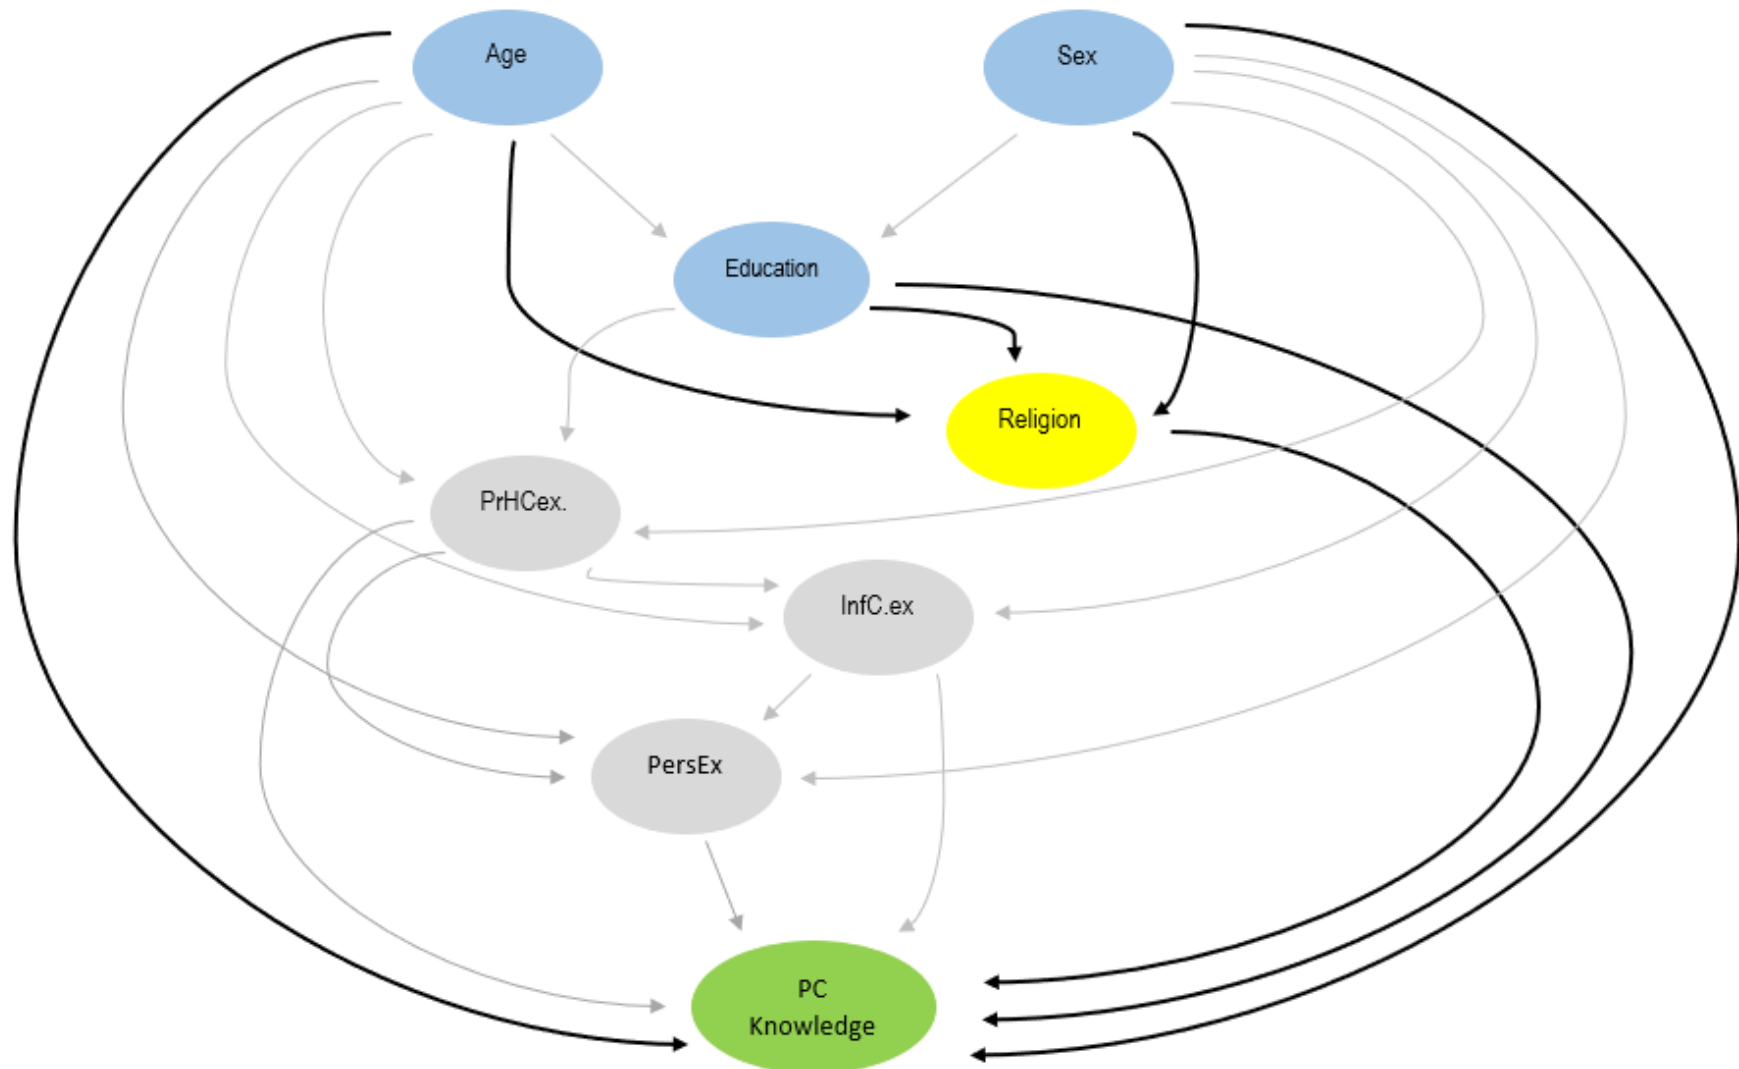 Age
Sex
Education
Religion
PrHCex.
InfC.ex
PersEx
PC
Knowledge